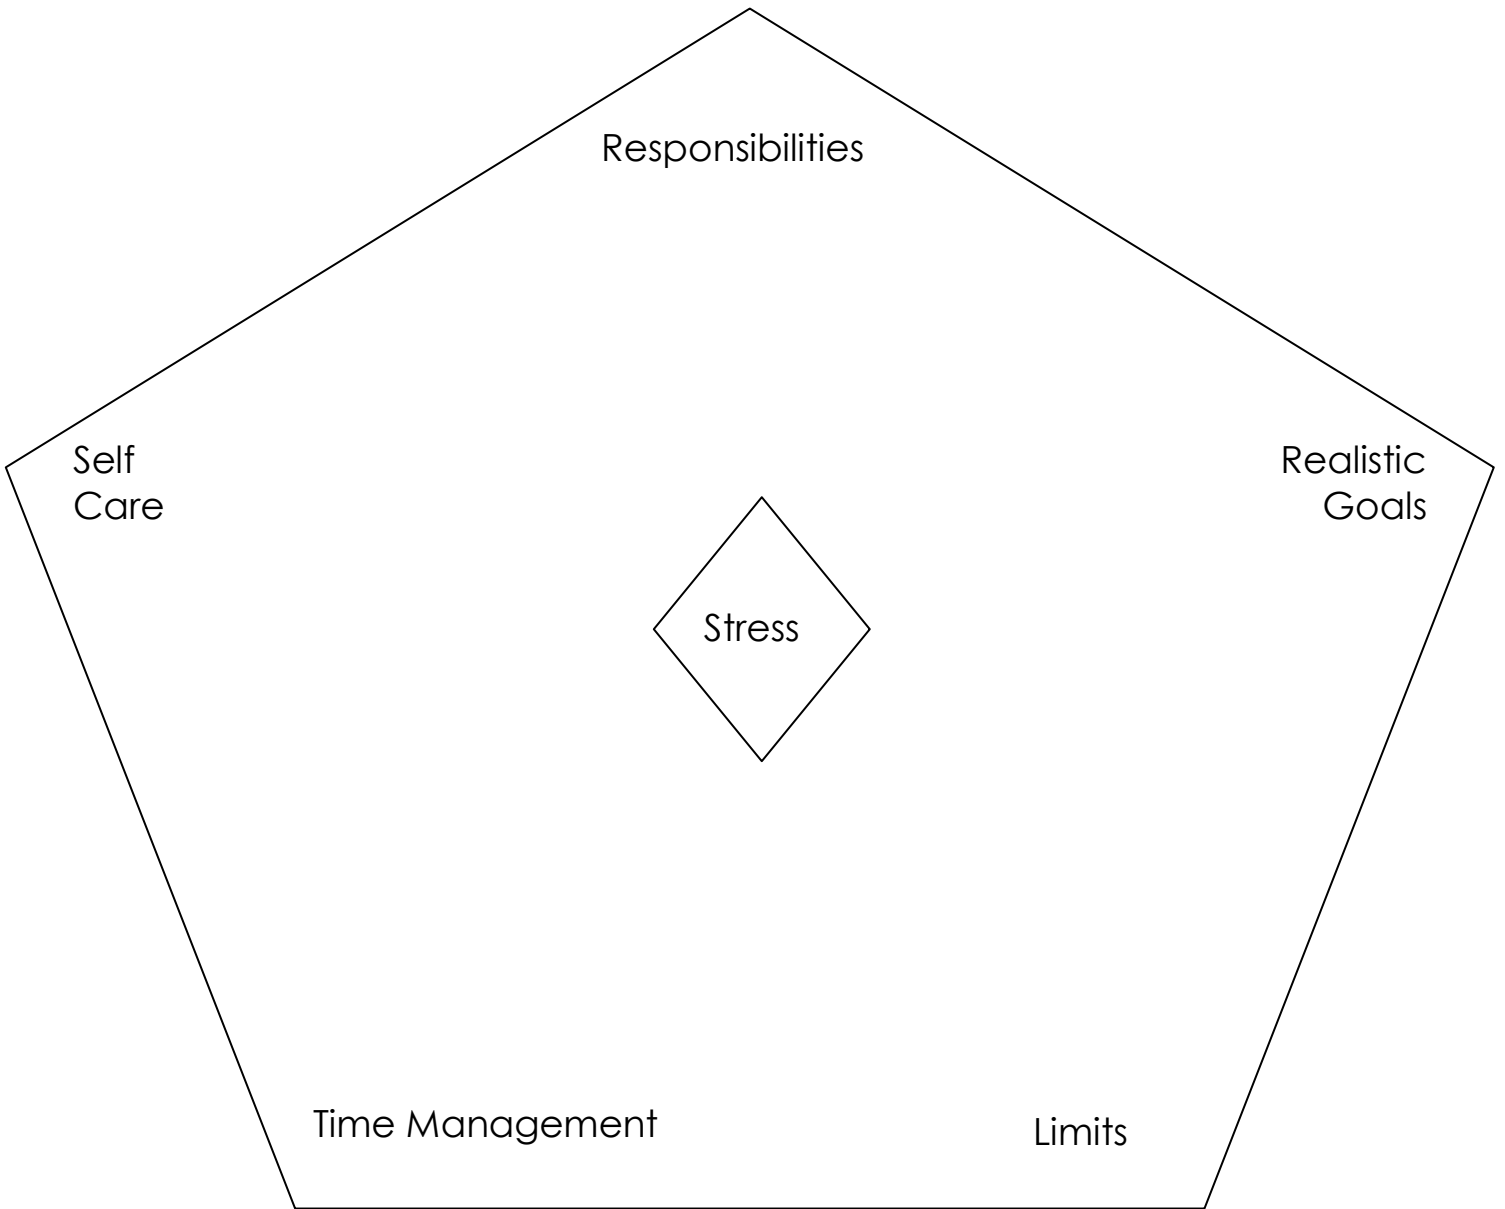 Responsibilities
Self
Care
Realistic
Goals
Stress
Time Management
Limits